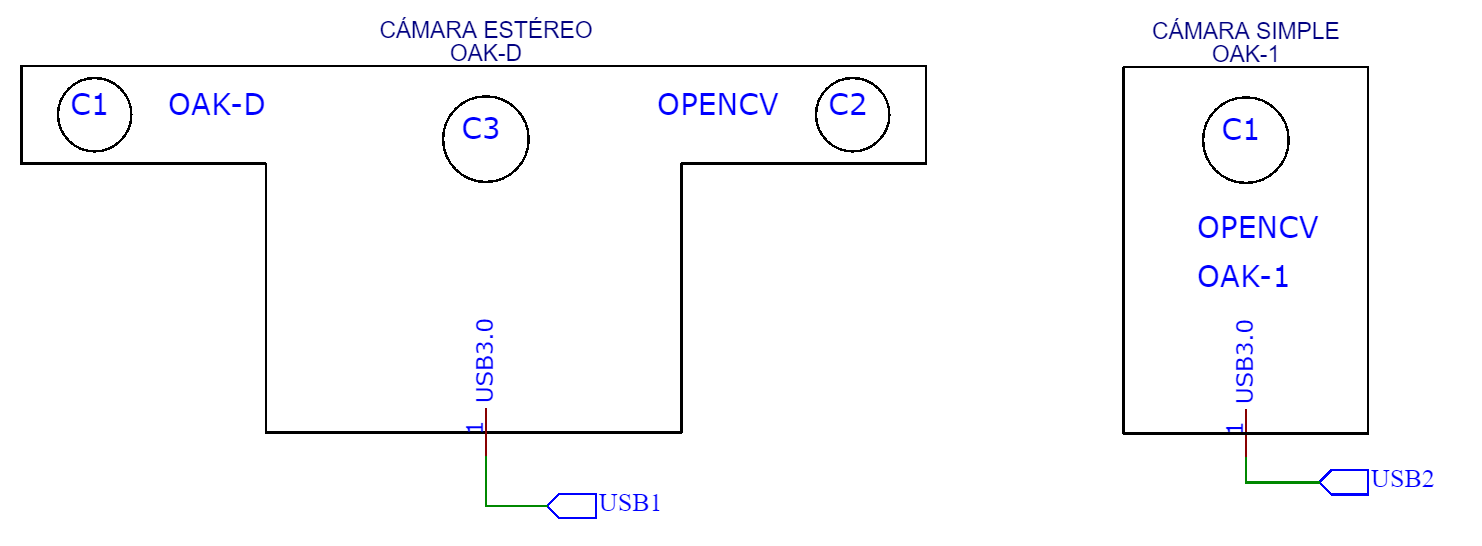 CÁMARA ESTÉREO
OAK-D
C1
OAK-D
C3
OPENCV
C2
USB3.0
1
USB1
CÁMARA SIMPLE
OAK-1
C1
OPENCV
OAK-1
USB3.0
1
USB2